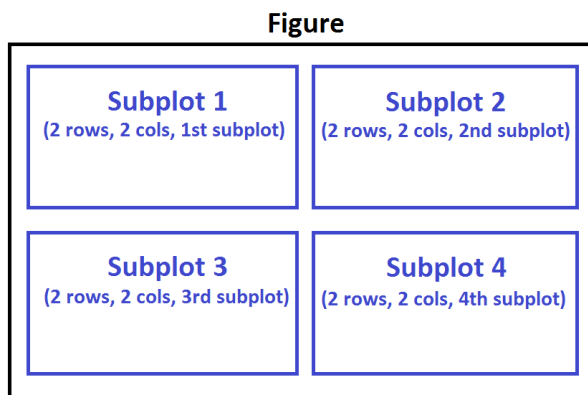 Figure
Subplot 1
(2 rows, 2 cols, 1st subplot)
Subplot 2
(2 rows, 2 cols, 2nd subplot)
Subplot 3
(2 rows, 2 cols, 3rd subplot)
Subplot 4
(2 rows, 2 cols, 4th subplot)